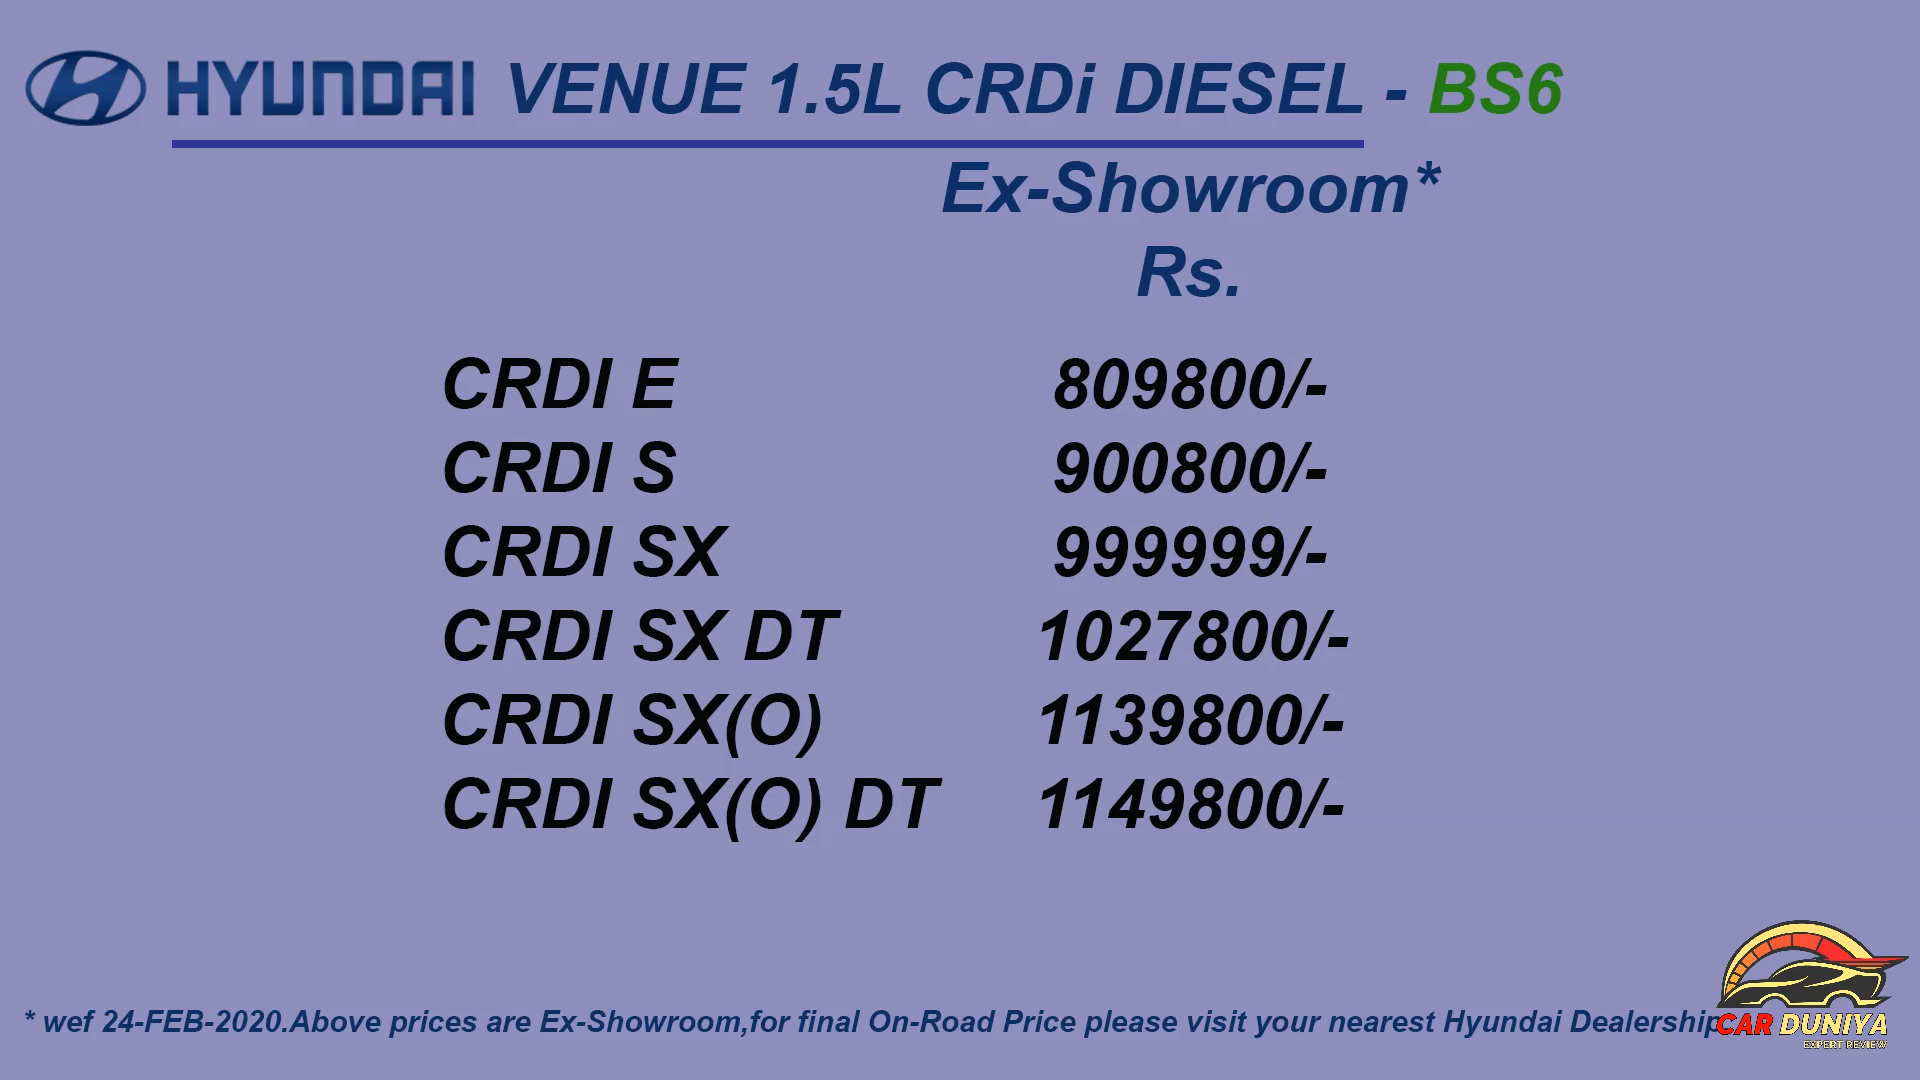 HYUNDAI VENUE 1.5L CRDi DIESEL - BS6
Ex-Showroom*
Rs.
CRDI E 809800/-
CRDI S 900800/-
CRDI SX 999999/-
CRDI SX DT 1027800/-
CRDI SX(O) 1139800/-
CRDI SX(O) DT 1149800/-
* wef 24-FEB-2020.Above prices are Ex-Showroom,for final On-Road Price please visit your nearest Hyundai Dealership
CAR DUNIYA
EXPERT REVIEW